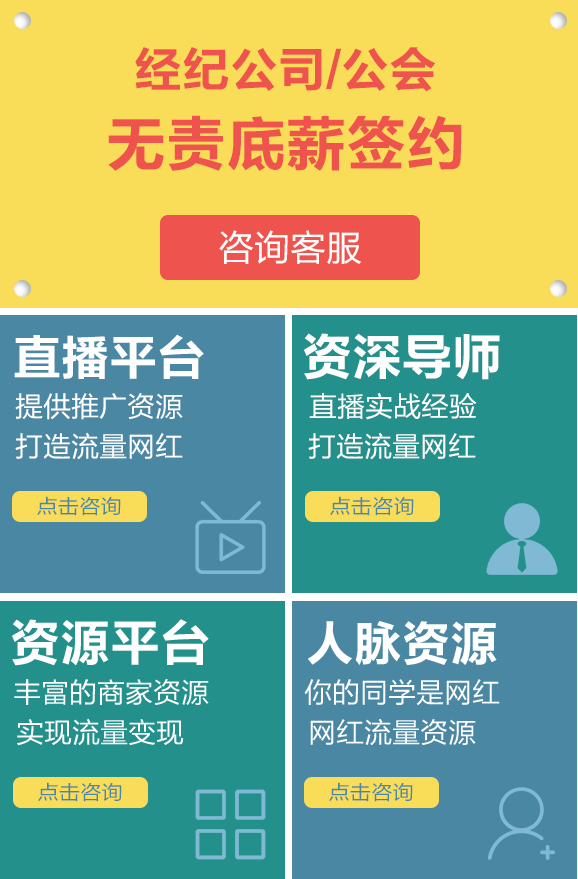 经纪公司/公会
无责底薪签约
咨询客服
直播平台
提供推广资源
打造流量网红
点击咨询
资深导师
直播实战经验
打造流量网红
点击咨询
资源平台
丰富的商家资源
实现流量变现
点击咨询
人脉资源
你的同学是网红
网红流量资源
点击咨询